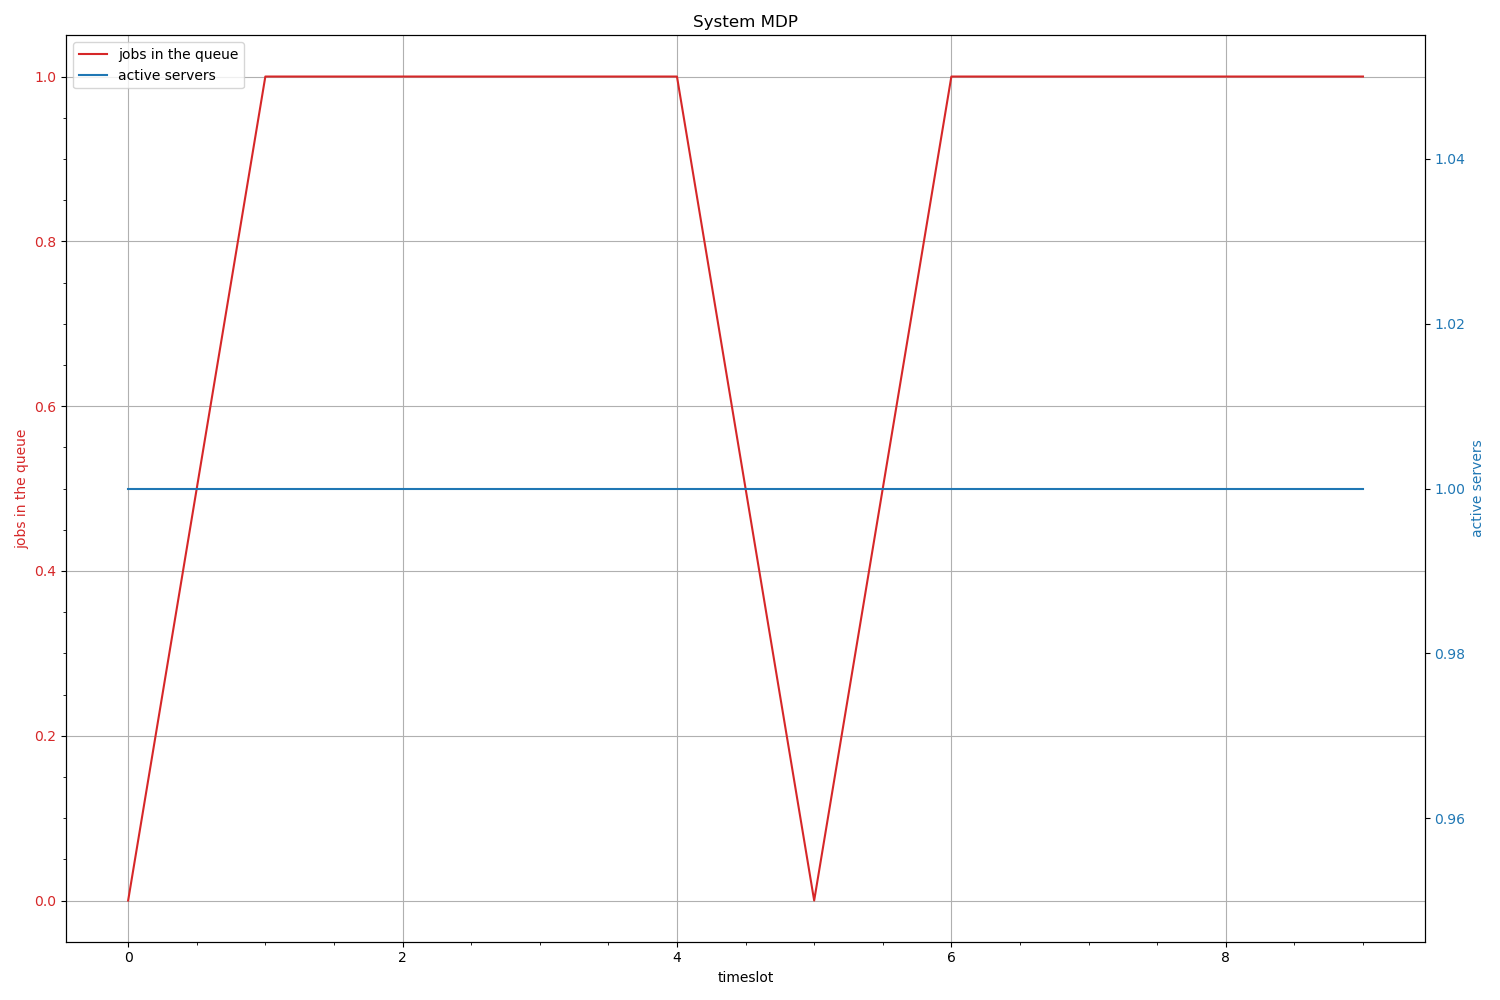 System MDP
jobs in the queue
active servers
1.0
0.8
0.6
0.4
0.2
0.0
jobs in the queue
1.04
1.02
1.00
0.98
0.96
active servers
0 2 4 6 8
timeslot